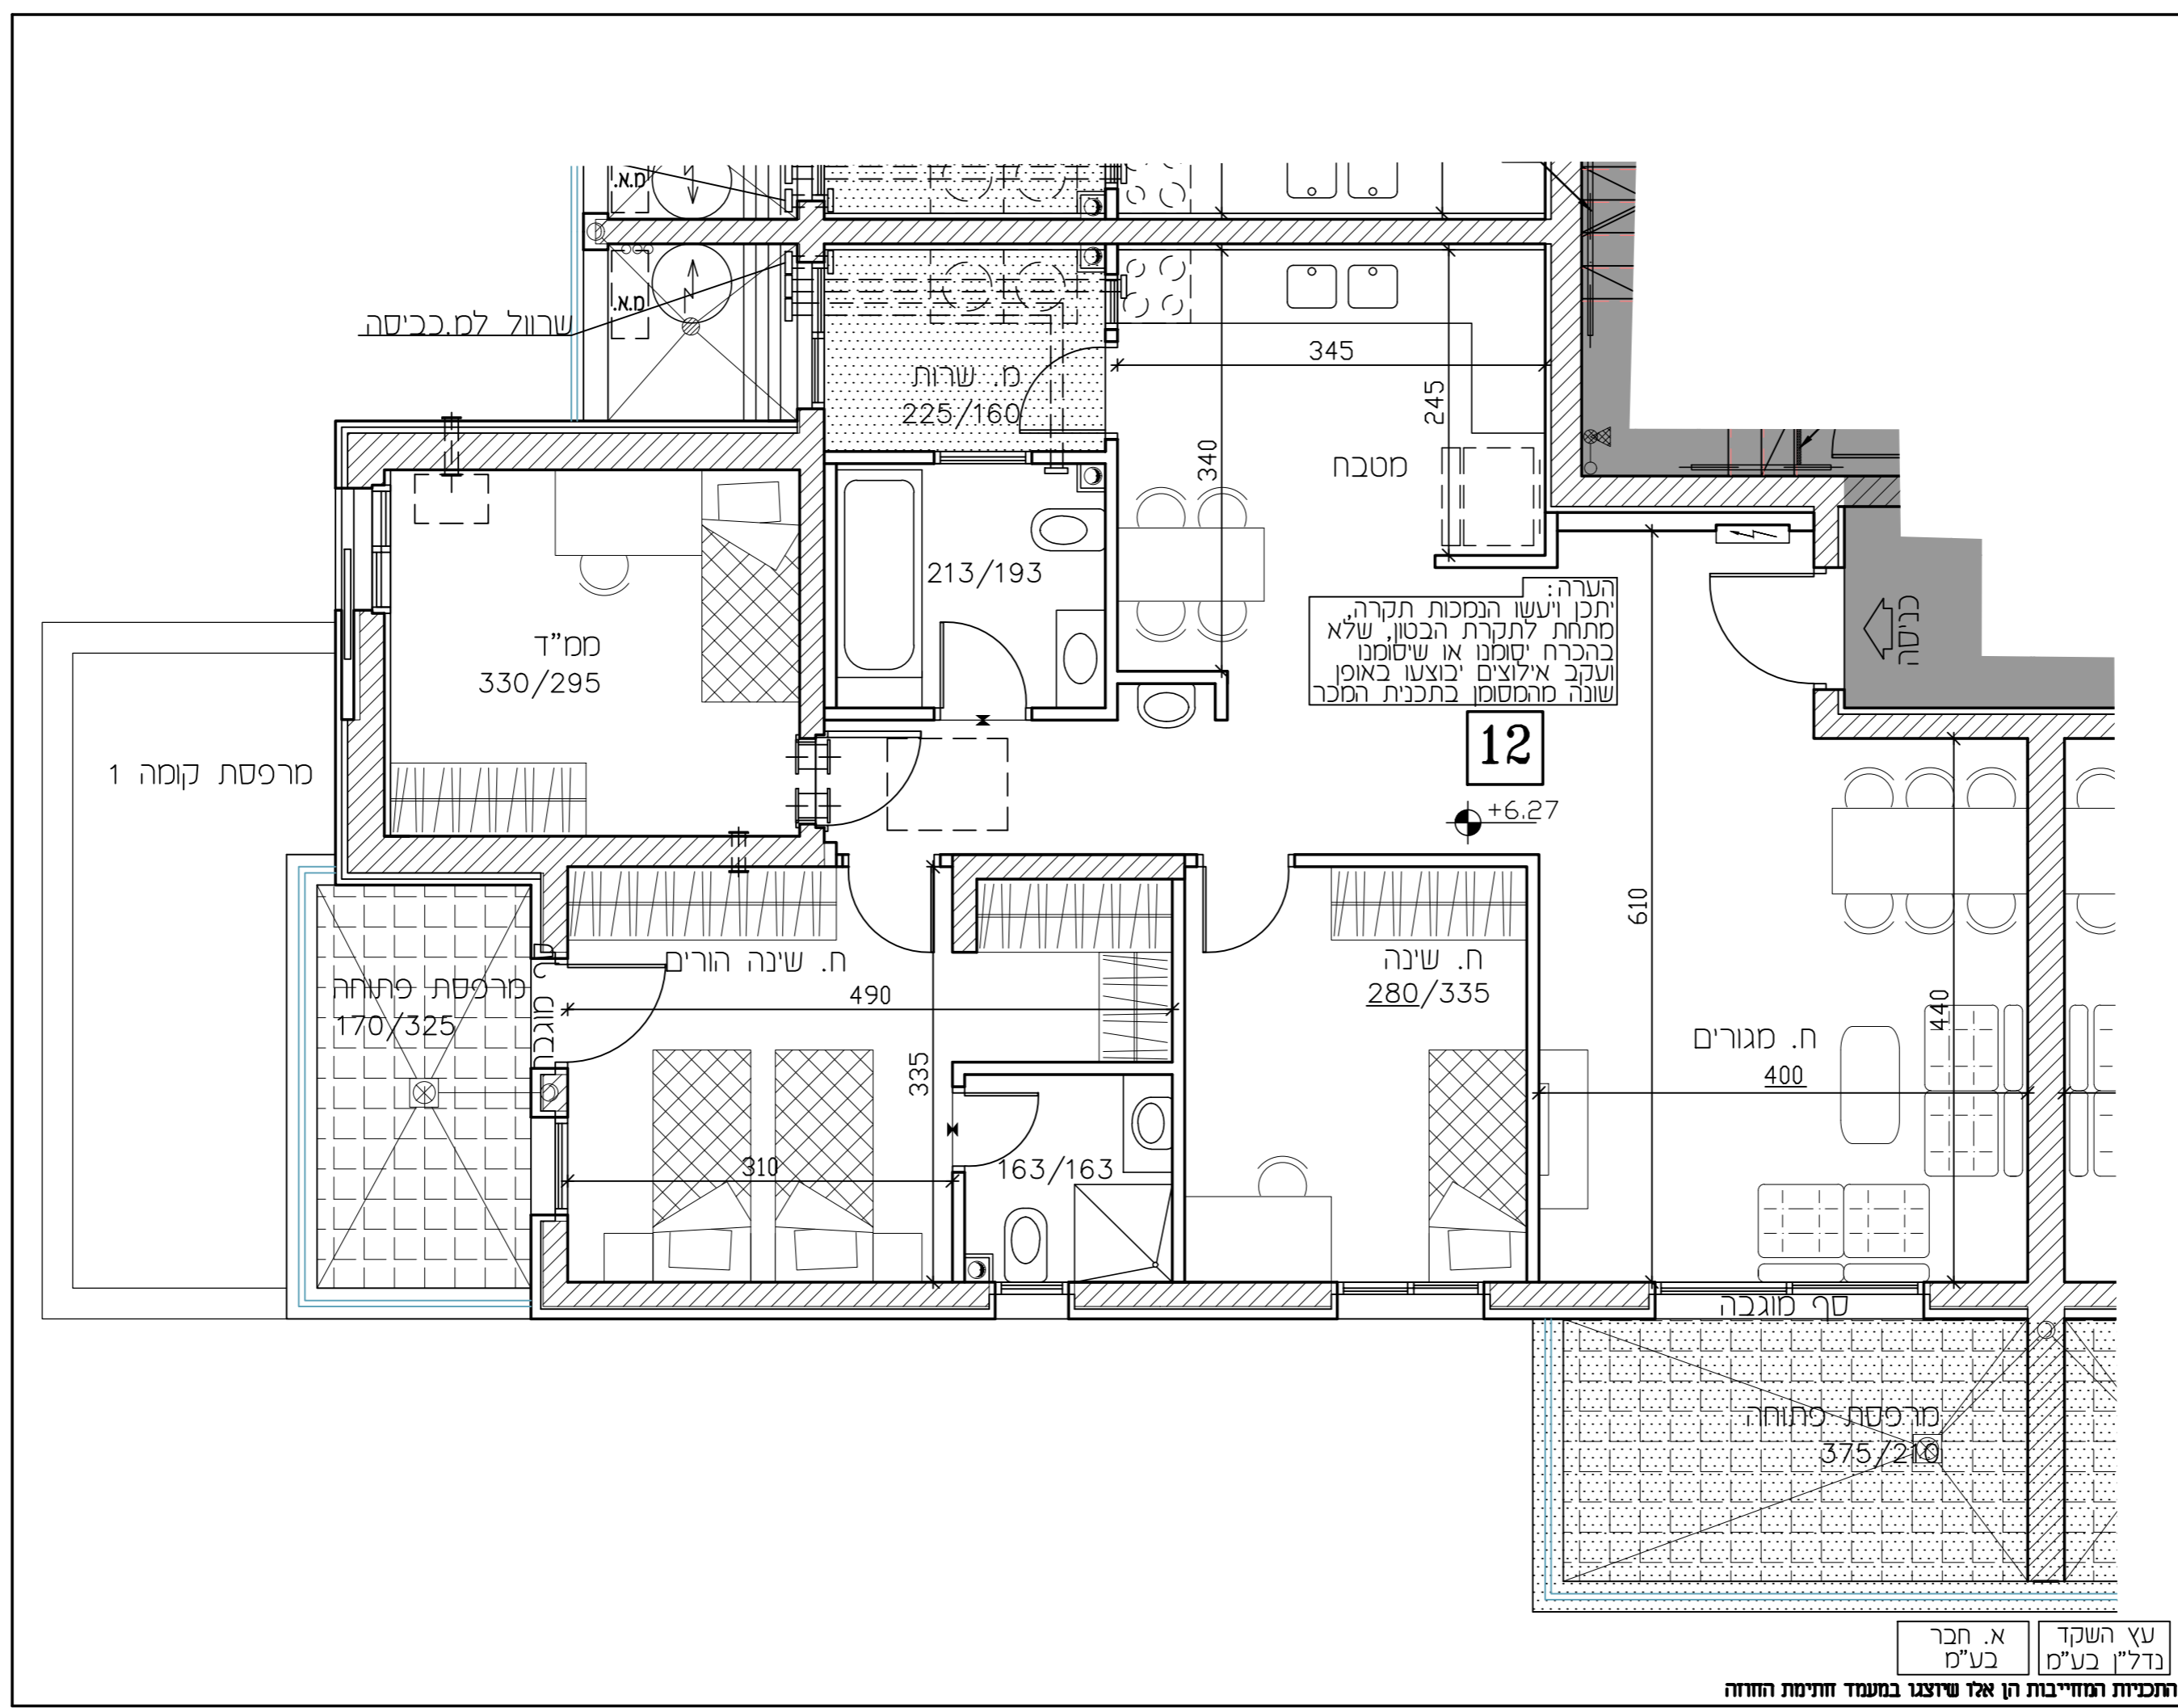 מ.א.
מ.א.
שרוול למ.כביסה
מ. שרות
225/160
345
245
340
מטבח
213/193
ממ"ד
330/295
הערה:
יתכן ויעשו הנמכות תקרה,
מתחת לתקרת הבטון, שלא
בהכרח יסומנו או שיסומנו
ועקב אילוצים יבוצעו באופן
שונה מהמסומן בתכנית המכר
כניסה
12
+6.27
מרפסת קומה 1
610
440
ח. שינה הורים
490
335
310
163/163
ח. שינה
280/335
ח. מגורים
400
מרפסת פתוחה
170/325
סף מוגבה
מרפסת פתוחה
375/210
עץ השקד
נדל"ן בע"מ
א. חבר
בע"מ
התכניות המחייבות הן אלו שיוצגו במעמד חתימת החוזה